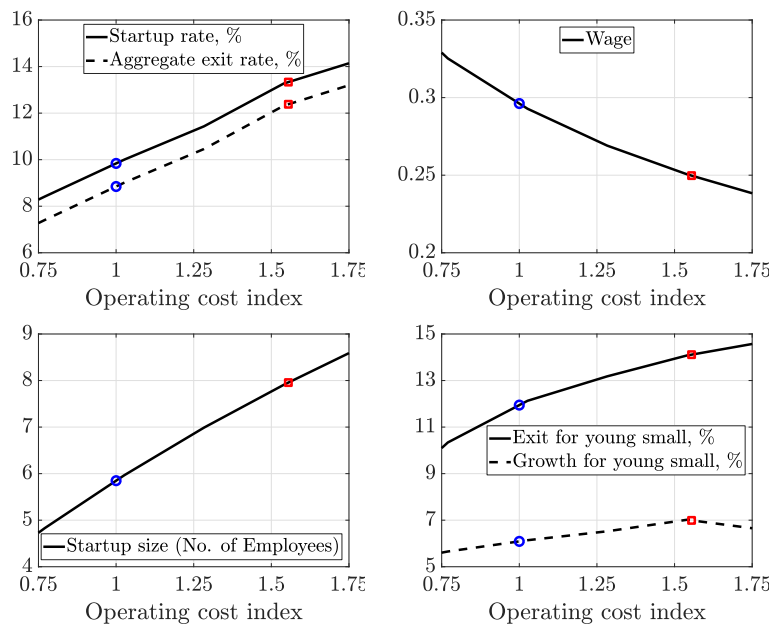 16
14
12
10
8
6
Startup rate, %
Aggregate exit rate, %
0.75 1 1.25 1.5 1.75
Operating cost index
0.35
0.3
0.25
0.2
Wage
0.75 1 1.25 1.5 1.75
Operating cost index
9
8
7
6
5
4
Startup size (No. of Employees)
0.75 1 1.25 1.5 1.75
Operating cost index
15
13
11
9
7
5
Exit for young small, %
Growth for young small, %
0.75 1 1.25 1.5 1.75
Operating cost index